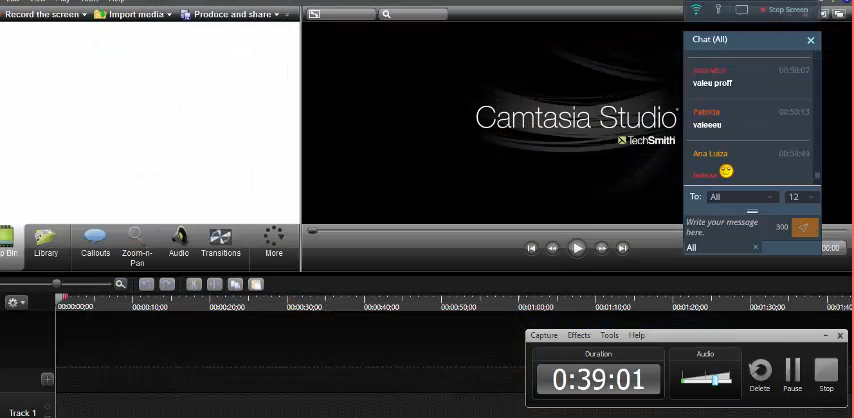 Record the screen
Import media
Produce and share
Stop Screen
Chat (All)
00:50:07
valeu proff
Patricia
00:50:13
valeeeu
Ana Luiza
00:53:49
To: All 12
Write your message here.
300
All
Camtasia Studio
TechSmith
p Bin
Library
Callouts
Zoom-n-Pan
Audio
Transitions
More
00:00:00;00
00:00:10;00
00:00:20;00
00:00:30;00
00:00:40;00
00:00:50;00
00:01:00;00
00:01:10;00
00:01:20;00
00:01:30;00
Capture Effects Tools Help
Duration
0:39:01
Audio
Delete
Pause
Stop
Track 1